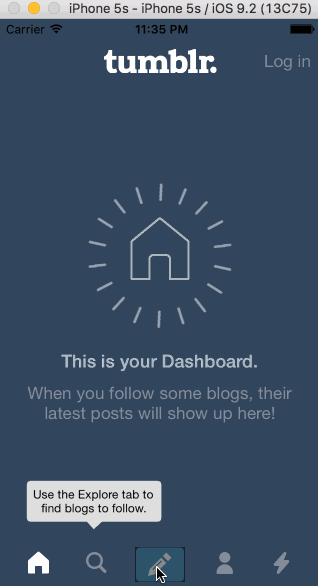 iPhone 5s - iPhone 5s / iOS 9.2 (13C75)
Carrier 11:35 PM
tumblr. Log in
This is your Dashboard.
When you follow some blogs, their
latest posts will show up here!
Use the Explore tab to
find blogs to follow.